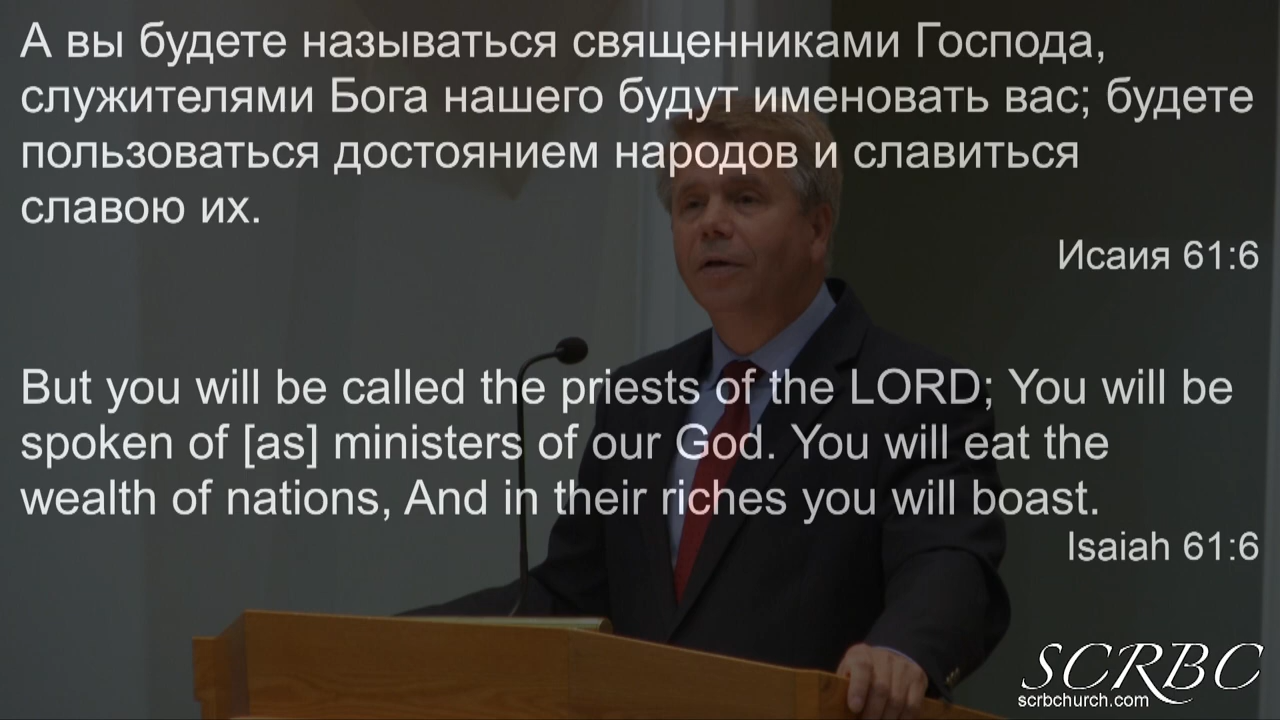 А вы будете называться священниками Господа,
служителями Бога нашего будут именовать вас; будете
пользоваться достоянием народов и славиться
славою их.
Исаия 61:6
But you will be called the priests of the LORD; You will be
spoken of [as] ministers of our God. You will eat the
wealth of nations, And in their riches you will boast.
Isaiah 61:6
SCRBC
scrbchurch.com